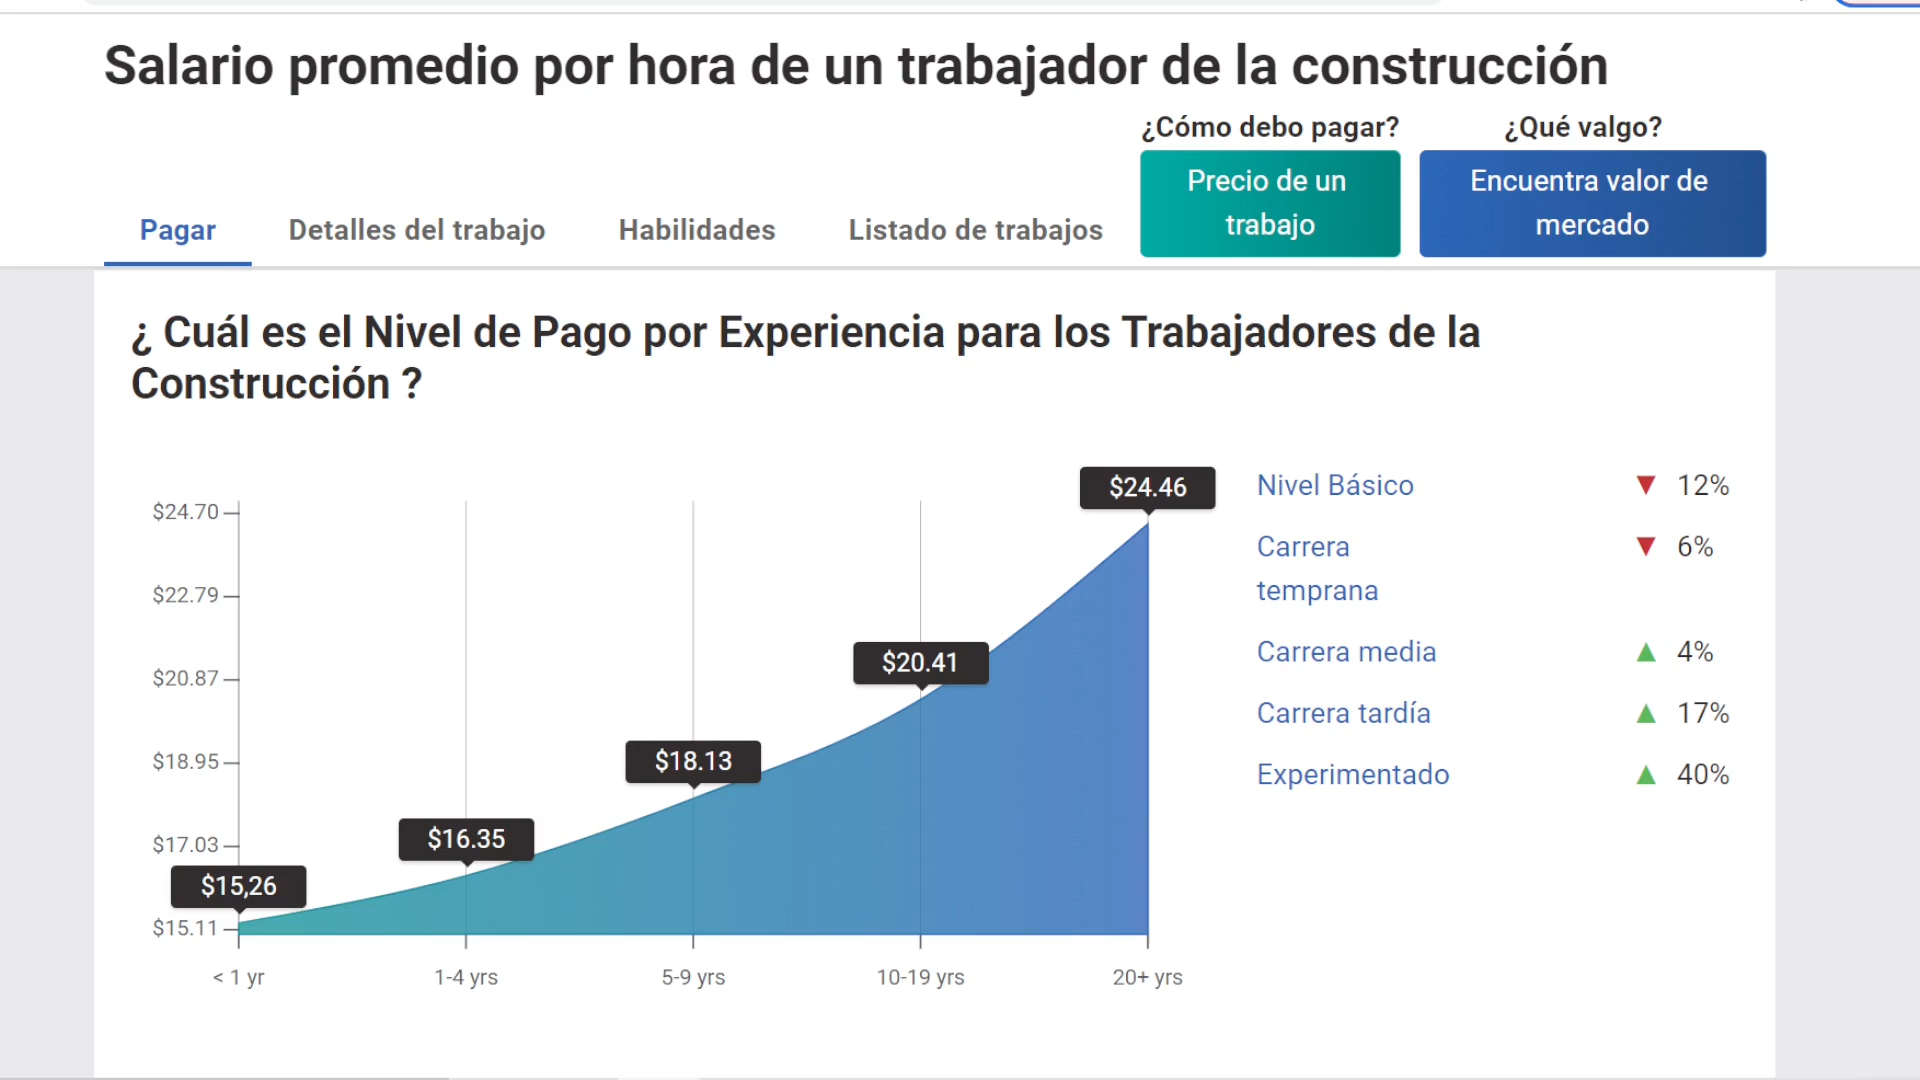 Salario promedio por hora de un trabajador de la construcción
¿Cómo debo pagar?
¿Qué valgo?
Precio de un
trabajo
Encuentra valor de
mercado
Pagar
Detalles del trabajo
Habilidades
Listado de trabajos
¿ Cuál es el Nivel de Pago por Experiencia para los Trabajadores de la
Construcción ?
$24.70
$22.79
$20.87
$18.95
$17.03
$15.11
$15,26
$16.35
$18.13
$20.41
$24.46
< 1 yr
1-4 yrs
5-9 yrs
10-19 yrs
20+ yrs
Nivel Básico ▼ 12%
Carrera
temprana ▼ 6%
Carrera media ▲ 4%
Carrera tardía ▲ 17%
Experimentado ▲ 40%